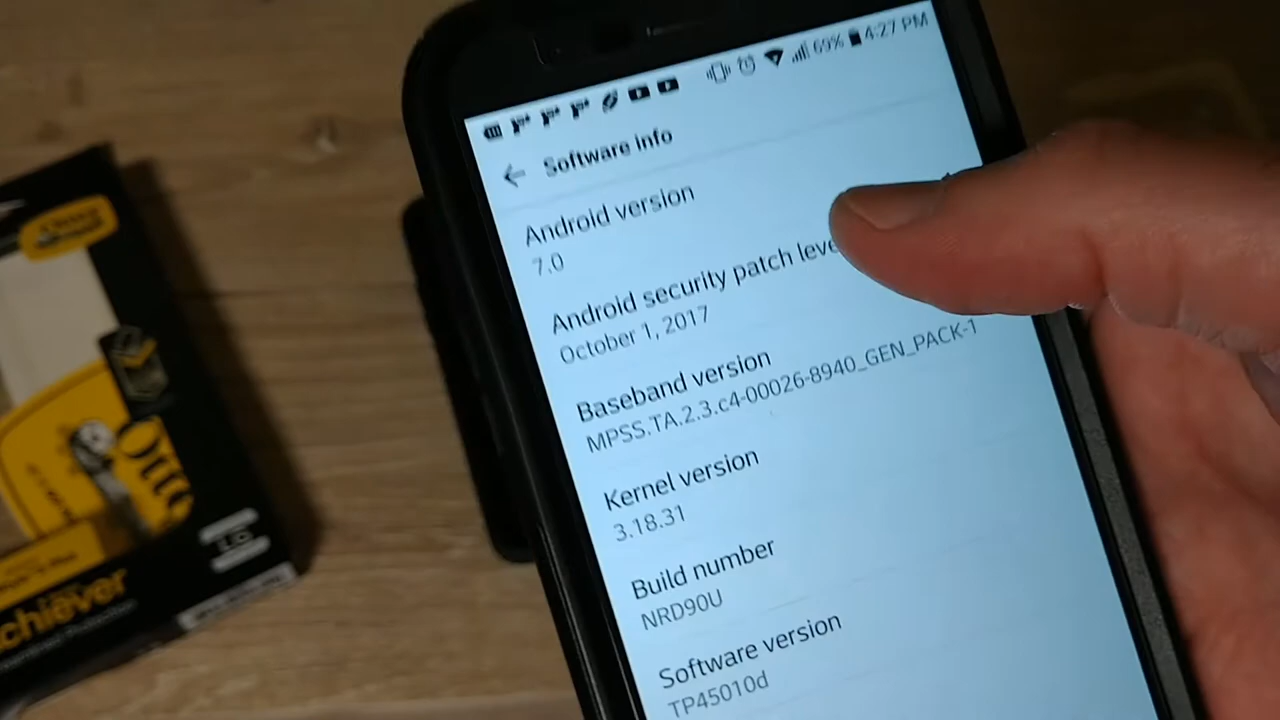 69% 4:27 PM
Software info
Android version
7.0
Android security patch leve
October 1, 2017
Baseband version
MPSS.TA.2.3.c4-00026-8940_GEN_PACK-1
Kernel version
3.18.31
Build number
NRD90U
Software version
TP45010d
chiever